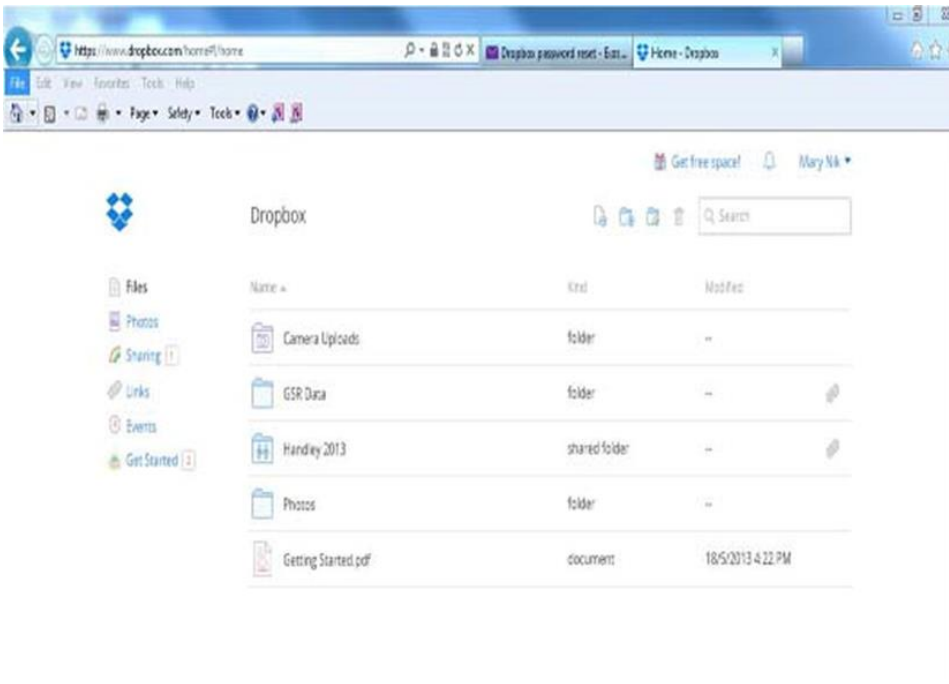 https://www.dropbox.com/home#!/home
Dropbox password reset -
Home - Dropbox
File Edit View Favorites Tools Help
Page Safety Tools
Get free space! Mary Nik
Dropbox
Search
Files
Photos
Sharing 1
Links
Events
Get Started 2
Name Kind Modified
Camera Uploads folder --
GSR Data folder --
Handley 2013 shared folder --
Photos folder --
Getting Started.pdf document 18/5/2013 4:22 PM